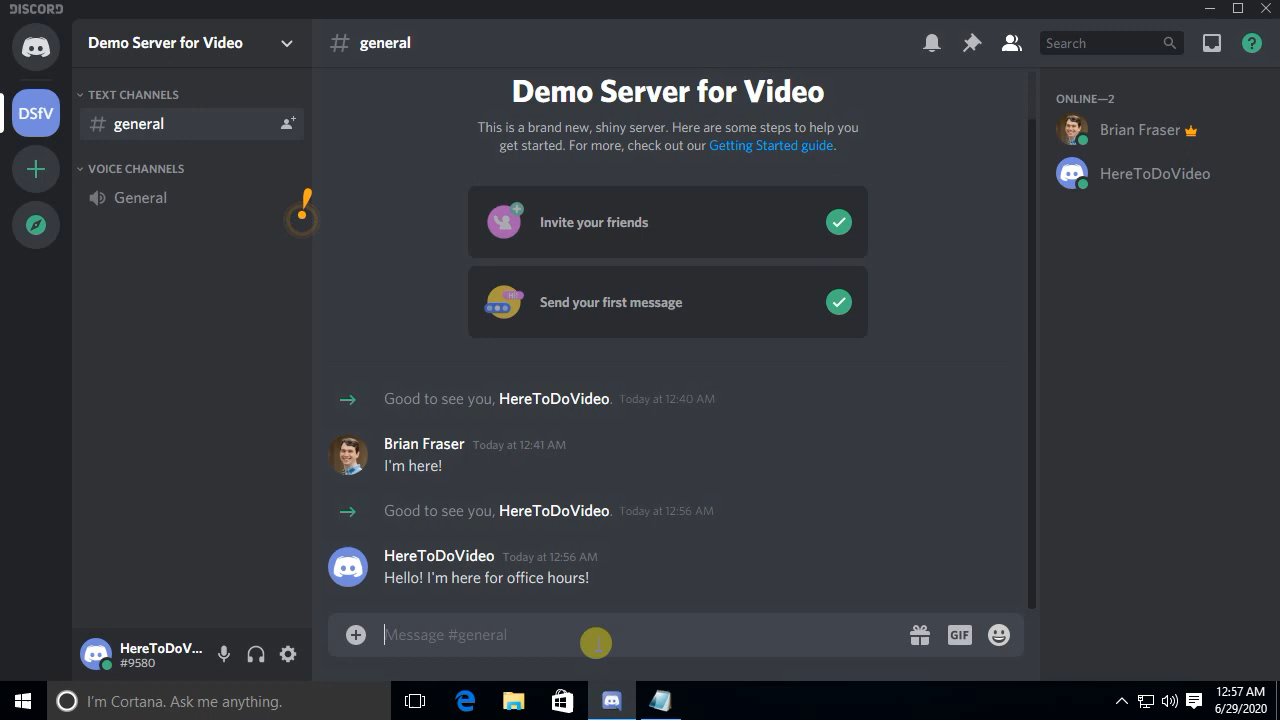 DISCORD
Demo Server for Video
# general
Search
DSfV
TEXT CHANNELS
# general
VOICE CHANNELS
General
Demo Server for Video
This is a brand new, shiny server. Here are some steps to help you
get started. For more, check out our Getting Started guide.
Invite your friends
Hi!
Send your first message
Good to see you, HereToDoVideo. Today at 12:40 AM
Brian Fraser Today at 12:41 AM
I'm here!
Good to see you, HereToDoVideo. Today at 12:56 AM
HereToDoVideo Today at 12:56 AM
Hello! I'm here for office hours!
Message #general
GIF
ONLINE—2
Brian Fraser
HereToDoVideo
HereToDoV...
#9580
I'm Cortana. Ask me anything.
12:57 AM
6/29/2020